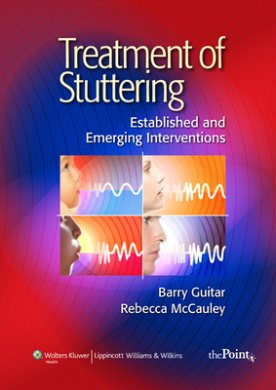 Treatment of
Stuttering
Established and
Emerging Interventions
Barry Guitar
Rebecca McCauley
Wolters Kluwer | Lippincott Williams & Wilkins
Health
thePoint